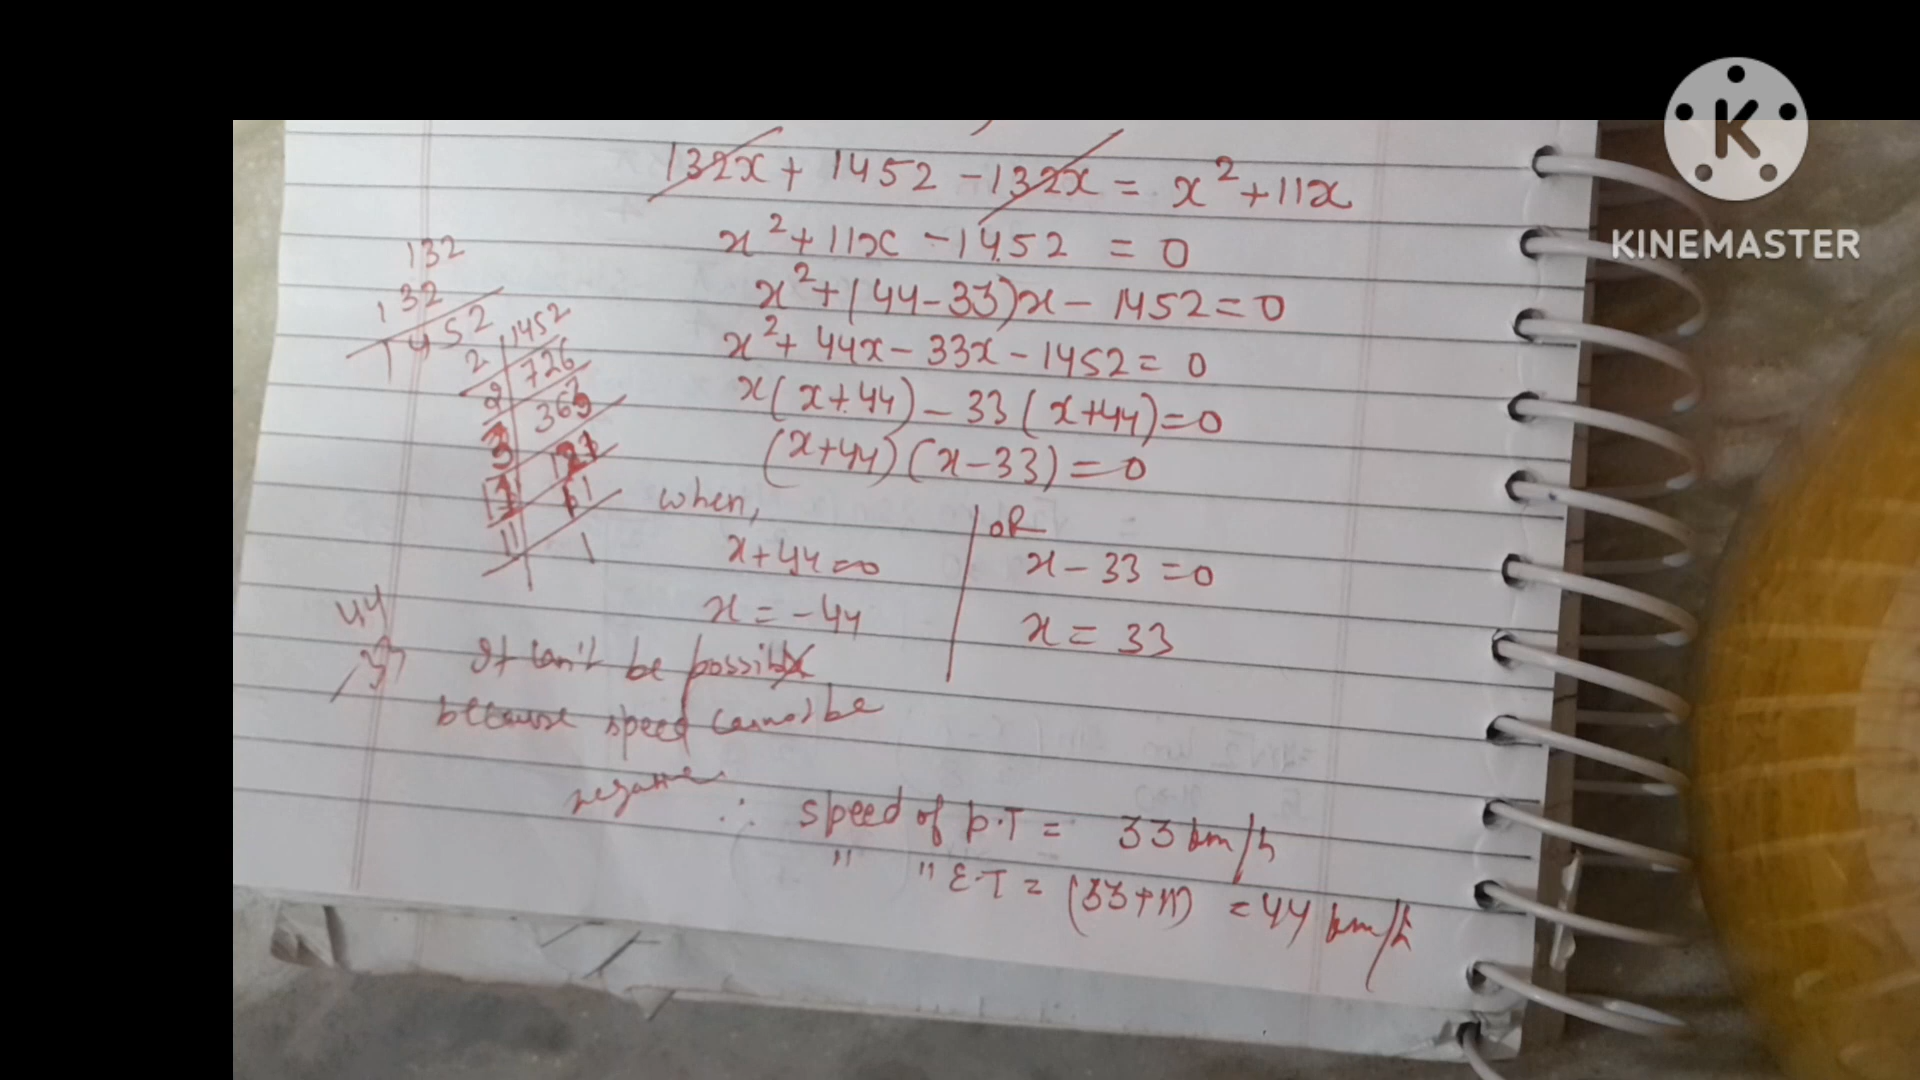 132x + 1452 - 132x = x² + 11x
x² + 11x - 1452 = 0
x² + (44 - 33)x - 1452 = 0
x² + 44x - 33x - 1452 = 0
x(x+44) - 33(x+44) = 0
(x+44)(x-33) = 0
132
132
1452
2 1452
2 726
3 363
11 121
11 11
1
44
33
when,
x + 44 = 0
x = -44
It can't be possible
because speed cannot be
negative
OR
x - 33 = 0
x = 33
∴ speed of p.T = 33 km/h
" " E.T = (33+11) = 44 km/h
K
KINEMASTER